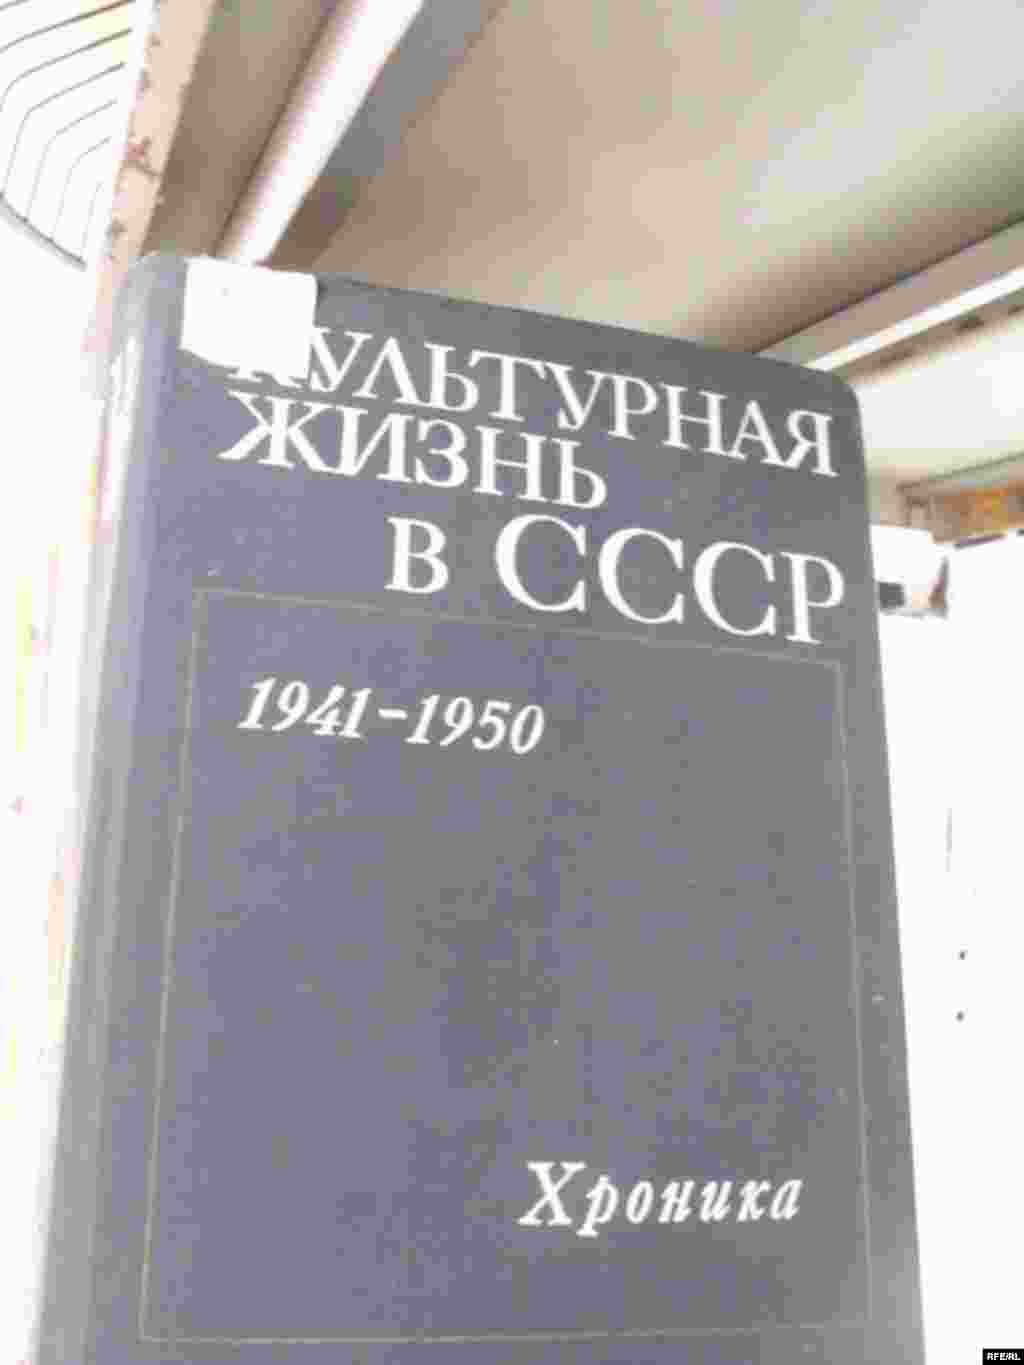 КУЛЬТУРНАЯ
ЖИЗНЬ
В СССР
1941-1950
Хроника
RFE/RL